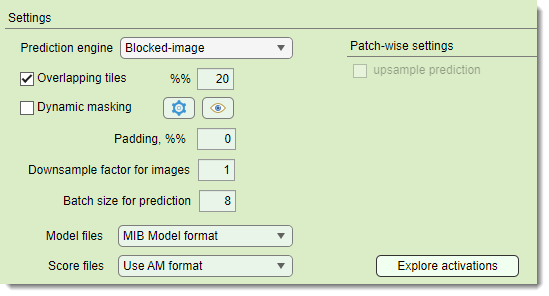 Settings
Prediction engine Blocked-image
Patch-wise settings
Overlapping tiles %% 20
upsample prediction
Dynamic masking
Padding, %% 0
Downsample factor for images 1
Batch size for prediction 8
Model files MIB Model format
Score files Use AM format
Explore activations